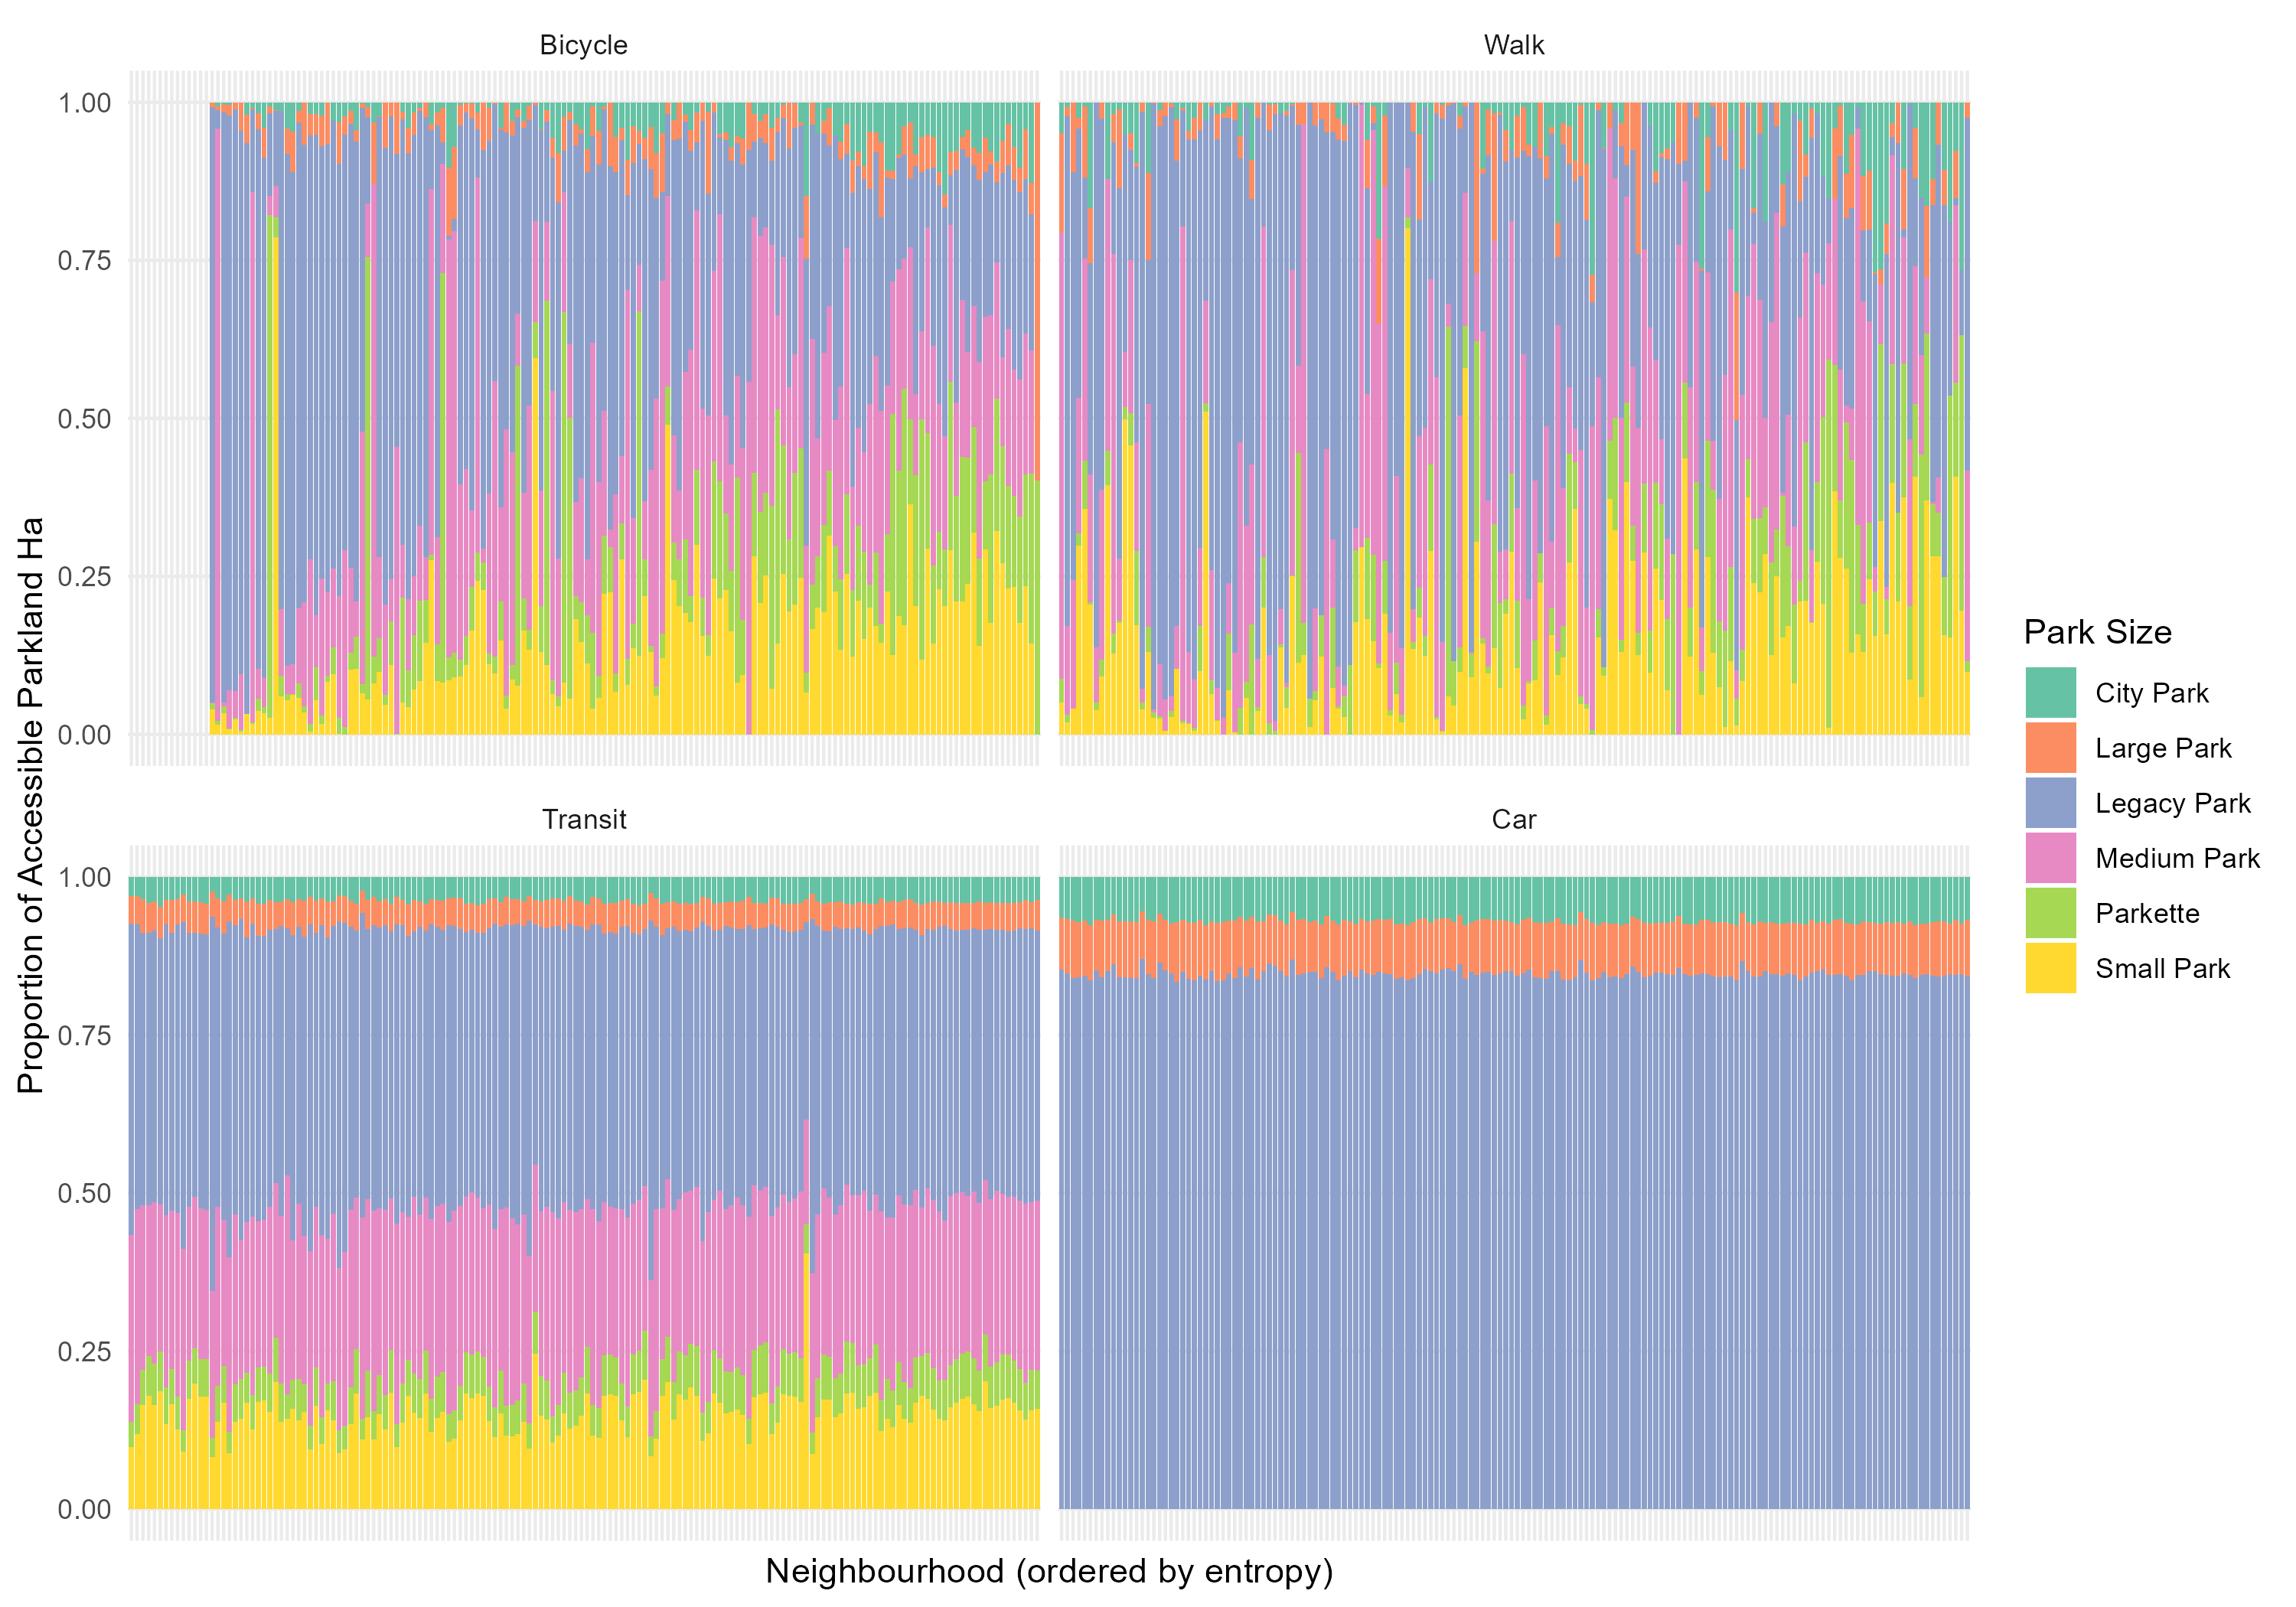 Bicycle
Walk
1.00
0.75
0.50
0.25
0.00
Transit
Car
1.00
0.75
0.50
0.25
0.00
Proportion of Accessible Parkland Ha
Neighbourhood (ordered by entropy)
Park Size
City Park
Large Park
Legacy Park
Medium Park
Parkette
Small Park